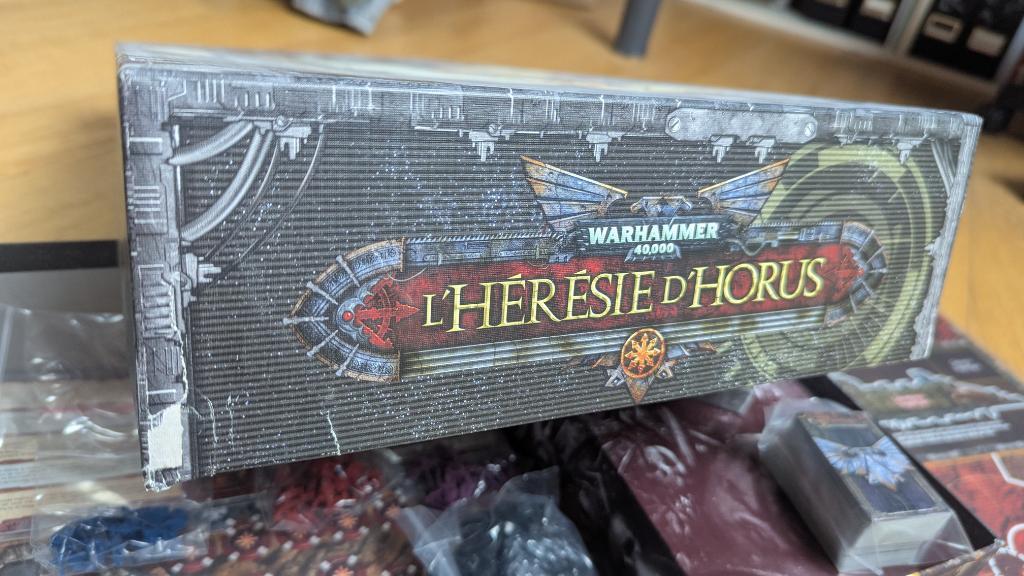 WARHAMMER
40,000
L'HÉRÉSIE D'HORUS